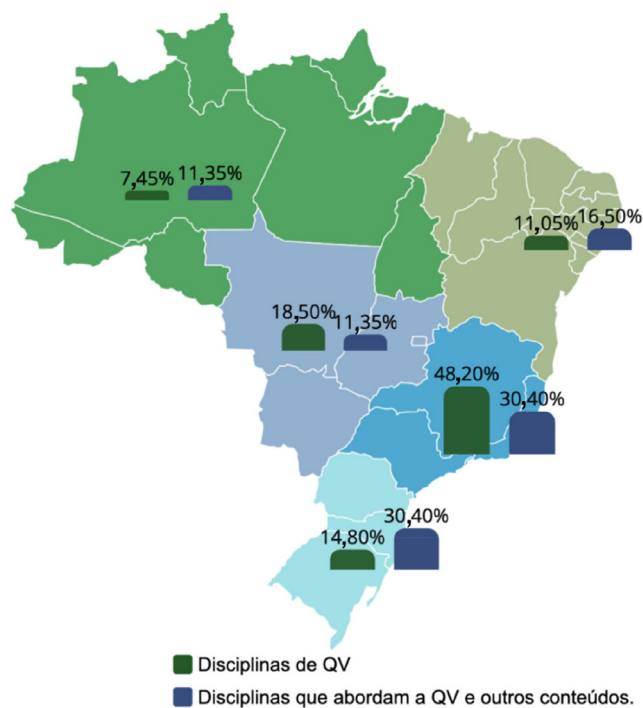 7,45% 11,35%
11,05% 16,50%
18,50% 11,35%
48,20% 30,40%
14,80% 30,40%
Disciplinas de QV
Disciplinas que abordam a QV e outros conteúdos.